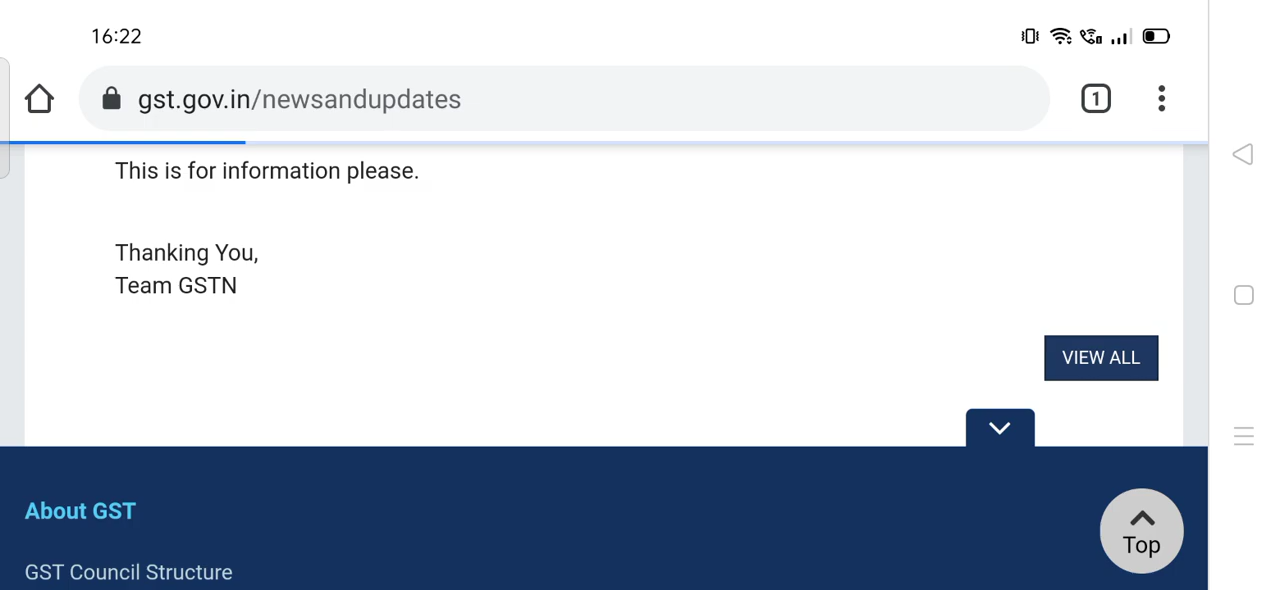 16:22
gst.gov.in/newsandupdates
1
This is for information please.
Thanking You,
Team GSTN
VIEW ALL
About GST
Top
GST Council Structure